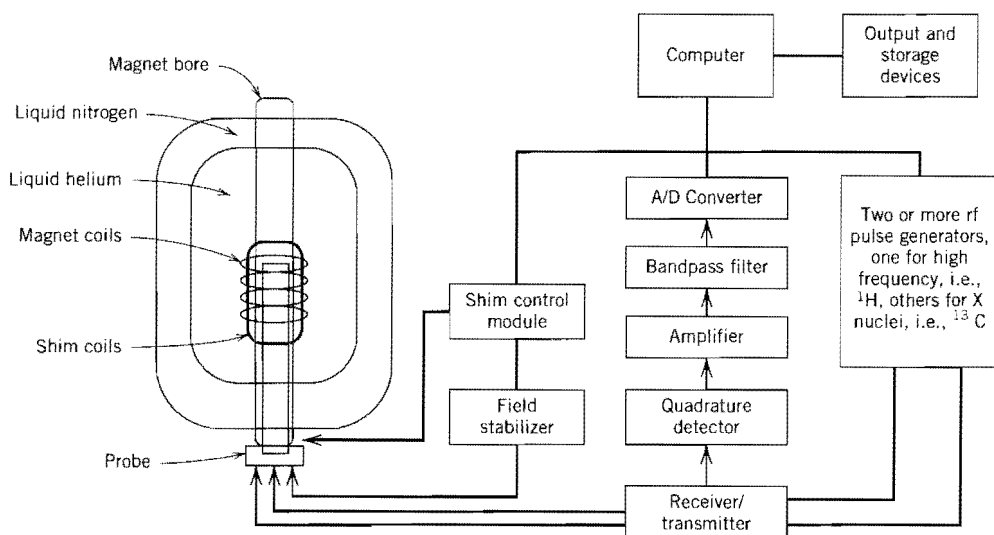 Magnet bore
Liquid nitrogen
Liquid helium
Magnet coils
Shim coils
Probe
Computer
Output and
storage
devices
A/D Converter
Bandpass filter
Amplifier
Quadrature
detector
Receiver/
transmitter
Shim control
module
Field
stabilizer
Two or more rf
pulse generators,
one for high
frequency, i.e.,
¹H, others for X
nuclei, i.e., ¹³ C